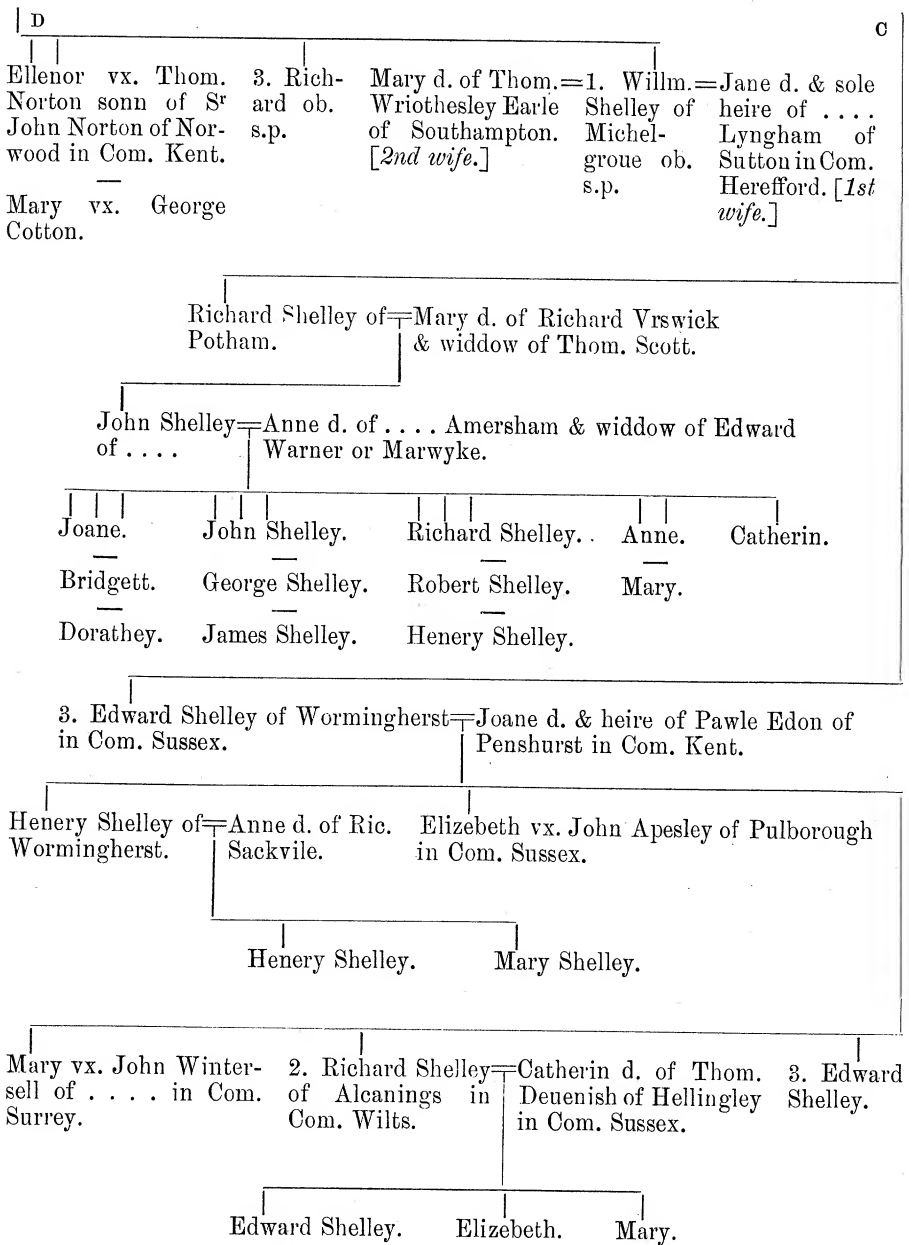 D
C
Ellenor vx. Thom.
Norton sonn of Sr
John Norton of Nor-
wood in Com. Kent.
Mary vx. George
Cotton.
3. Rich-
ard ob.
s.p.
Mary d. of Thom.=
Wriothesley Earle
of Southampton.
[2nd wife.]
1. Willm.=
Shelley of
Michel-
groue ob.
s.p.
Jane d. & sole
heire of . . . .
Lyngham of
Sutton in Com.
Herefford. [1st
wife.]
Richard Shelley of=Mary d. of Richard Vrswick
Potham. & widdow of Thom. Scott.
John Shelley=Anne d. of . . . . Amersham & widdow of Edward
of . . . . Warner or Marwyke.
Joane. John Shelley. Richard Shelley. Anne. Catherin.
Bridgett. George Shelley. Robert Shelley. Mary.
Dorathey. James Shelley. Henery Shelley.
3. Edward Shelley of Wormingherst=Joane d. & heire of Pawle Edon of
in Com. Sussex. Penshurst in Com. Kent.
Henery Shelley of=Anne d. of Ric.
Wormingherst. Sackvile.
Elizebeth vx. John Apesley of Pulborough
in Com. Sussex.
Henery Shelley. Mary Shelley.
Mary vx. John Winter-
sell of . . . . in Com.
Surrey.
2. Richard Shelley=
of Alcanings in
Com. Wilts.
Catherin d. of Thom.
Deuenish of Hellingley
in Com. Sussex.
3. Edward
Shelley.
Edward Shelley. Elizebeth. Mary.